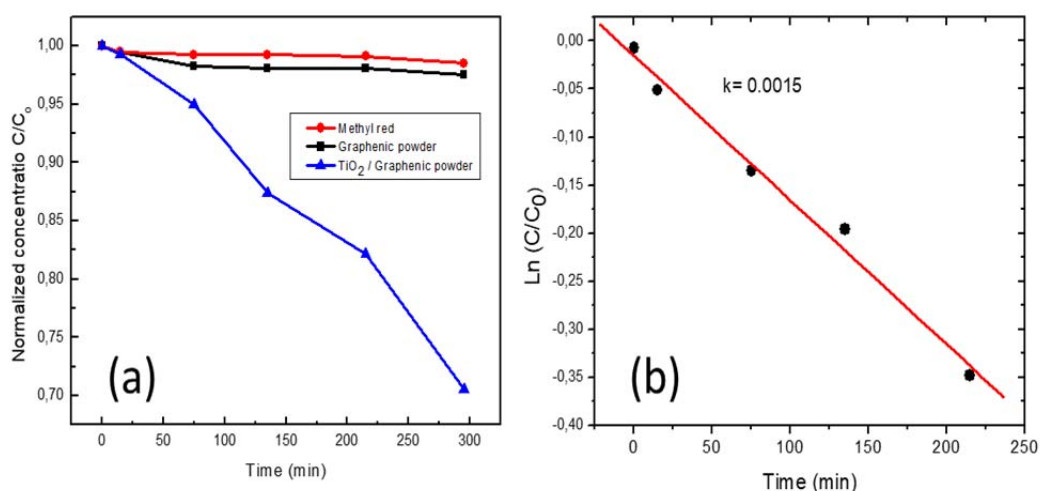 Normalized concentratio C/C₀
1,00
0,95
0,90
0,85
0,80
0,75
0,70
0
50
100
150
200
250
300
Time (min)
Methyl red
Graphenic powder
TiO₂ / Graphenic powder
(a)
Ln (C/C₀)
0,00
-0,05
-0,10
-0,15
-0,20
-0,25
-0,30
-0,35
-0,40
0
50
100
150
200
250
Time (min)
k= 0.0015
(b)